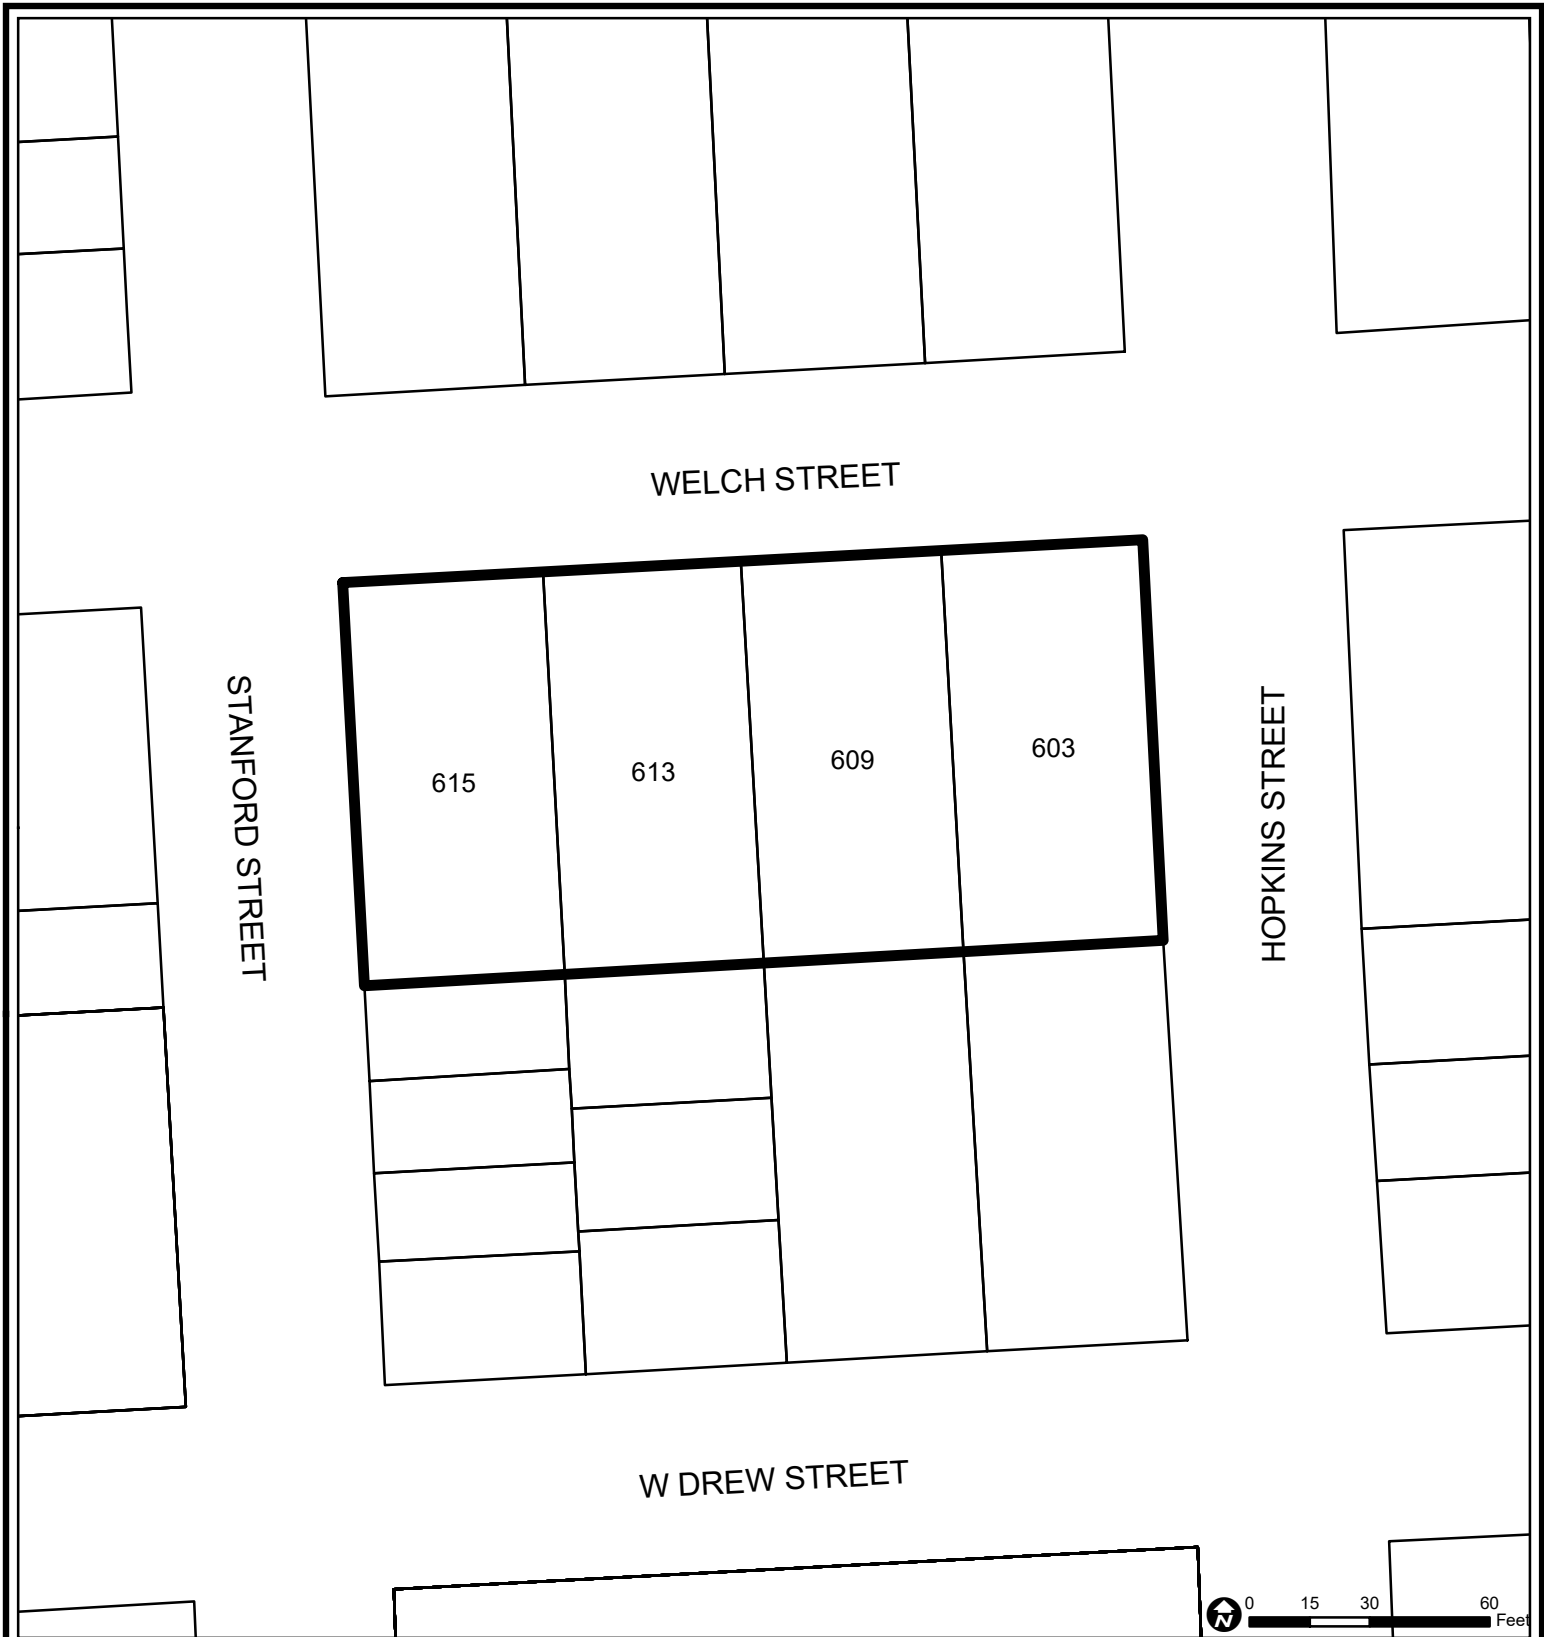 WELCH STREET
STANFORD STREET
HOPKINS STREET
615
613
609
603
W DREW STREET
N
0 15 30 60
Feet